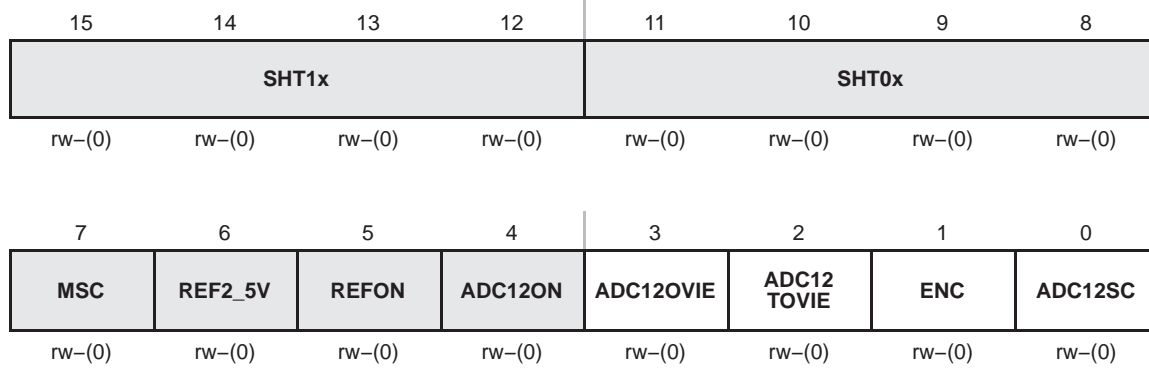 15 14 13 12 11 10 9 8
SHT1x SHT0x
rw−(0) rw−(0) rw−(0) rw−(0) rw−(0) rw−(0) rw−(0) rw−(0)
7 6 5 4 3 2 1 0
MSC REF2_5V REFON ADC12ON ADC12OVIE ADC12
TOVIE ENC ADC12SC
rw−(0) rw−(0) rw−(0) rw−(0) rw−(0) rw−(0) rw−(0) rw−(0)